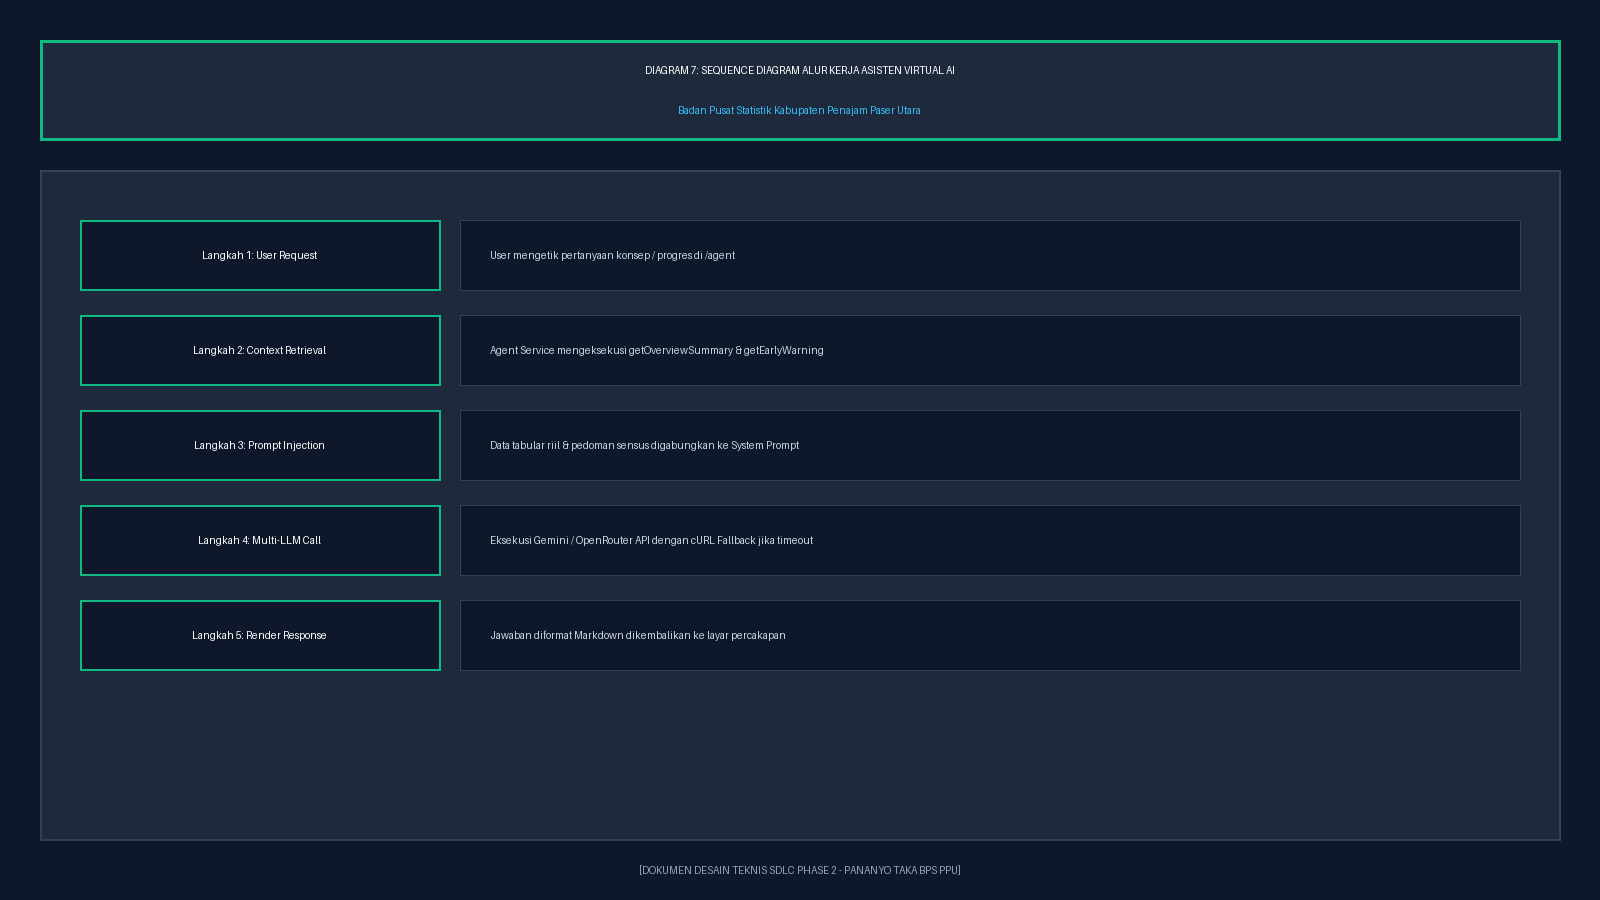 DIAGRAM 7: SEQUENCE DIAGRAM ALUR KERJA ASISTEN VIRTUAL AI
Badan Pusat Statistik Kabupaten Penajam Paser Utara
Langkah 1: User Request
User mengetik pertanyaan konsep / progres di /agent
Langkah 2: Context Retrieval
Agent Service mengeksekusi getOverviewSummary & getEarlyWarning
Langkah 3: Prompt Injection
Data tabular riil & pedoman sensus digabungkan ke System Prompt
Langkah 4: Multi-LLM Call
Eksekusi Gemini / OpenRouter API dengan cURL Fallback jika timeout
Langkah 5: Render Response
Jawaban diformat Markdown dikembalikan ke layar percakapan
[DOKUMEN DESAIN TEKNIS SDLC PHASE 2 - PANANYO TAKA BPS PPU]